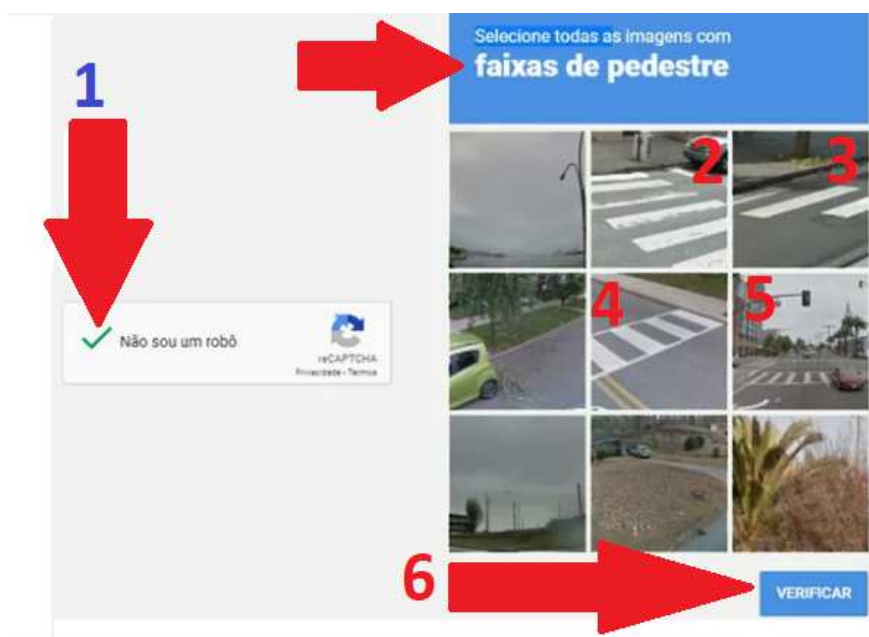 1
Selecione todas as imagens com
faixas de pedestre
2
3
4
5
Não sou um robô
reCAPTCHA
Privacidade - Termos
6
VERIFICAR